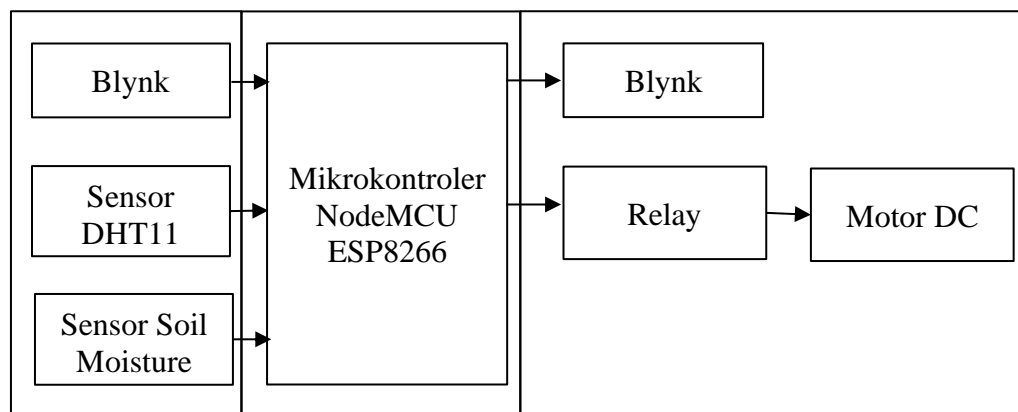 Blynk
Sensor
DHT11
Sensor Soil
Moisture
Mikrokontroler
NodeMCU
ESP8266
Blynk
Relay
Motor DC